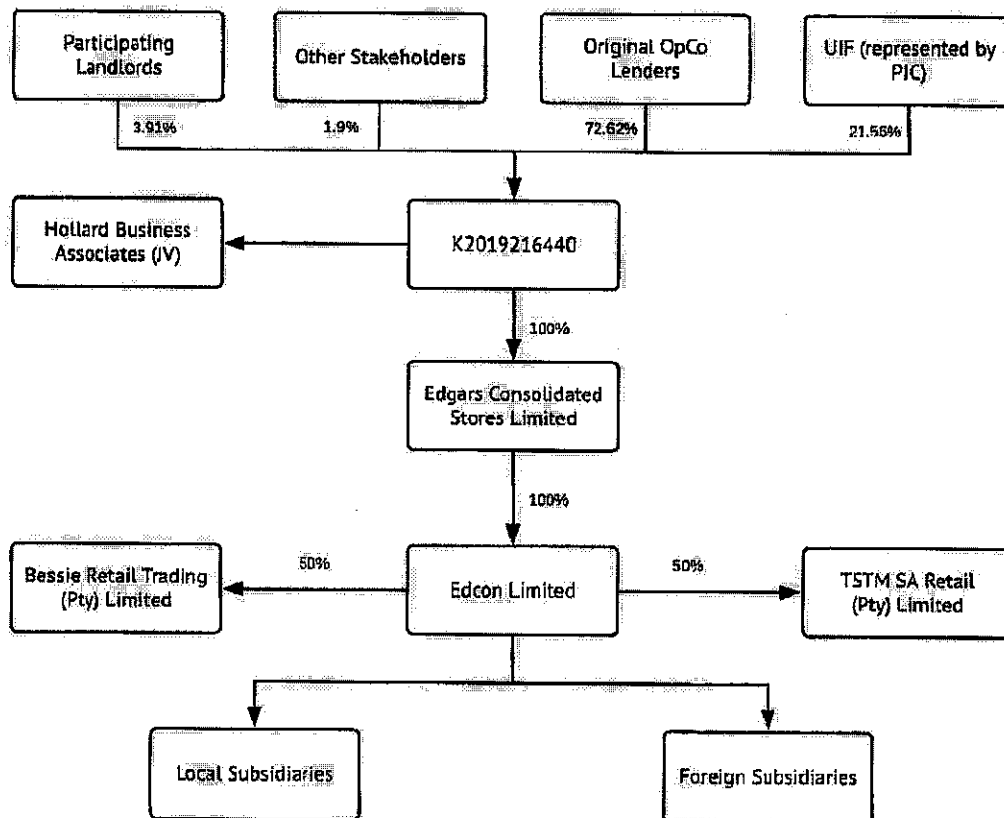 Participating
Landlords
Other Stakeholders
Original OpCo
Lenders
UIF (represented by
PIC)
3.91%
1.9%
72.62%
21.56%
Hollard Business
Associates (JV)
K2019216440
100%
Edgars Consolidated
Stores Limited
100%
Bessie Retail Trading
(Pty) Limited
50%
Edcon Limited
50%
TSTM SA Retail
(Pty) Limited
Local Subsidiaries
Foreign Subsidiaries